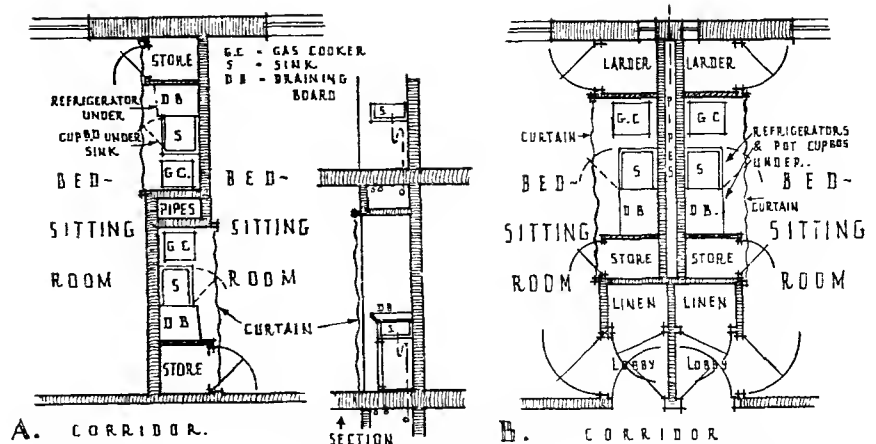 G.C = GAS COOKER
S = SINK
D B = DRAINING
BOARD
STORE
REFRIGERATOR
UNDER
CUPBD UNDER
SINK
D B
S
G.C.
BED~
SITTING
ROOM
BED~
SITTING
ROOM
PIPES
G.C
S
D B
STORE
CURTAIN
A. CORRIDOR.
S
DB
S
SECTION
LARDER
LARDER
PIPES
G.C
G.C
CURTAIN
REFRIGERATORS
& POT CUPBDS
UNDER..
S
S
BED~
SITTING
ROOM
BED~
SITTING
ROOM
DB
DB.
CURTAIN
STORE
STORE
LINEN
LINEN
LOBBY
LOBBY
B. CORRIDOR